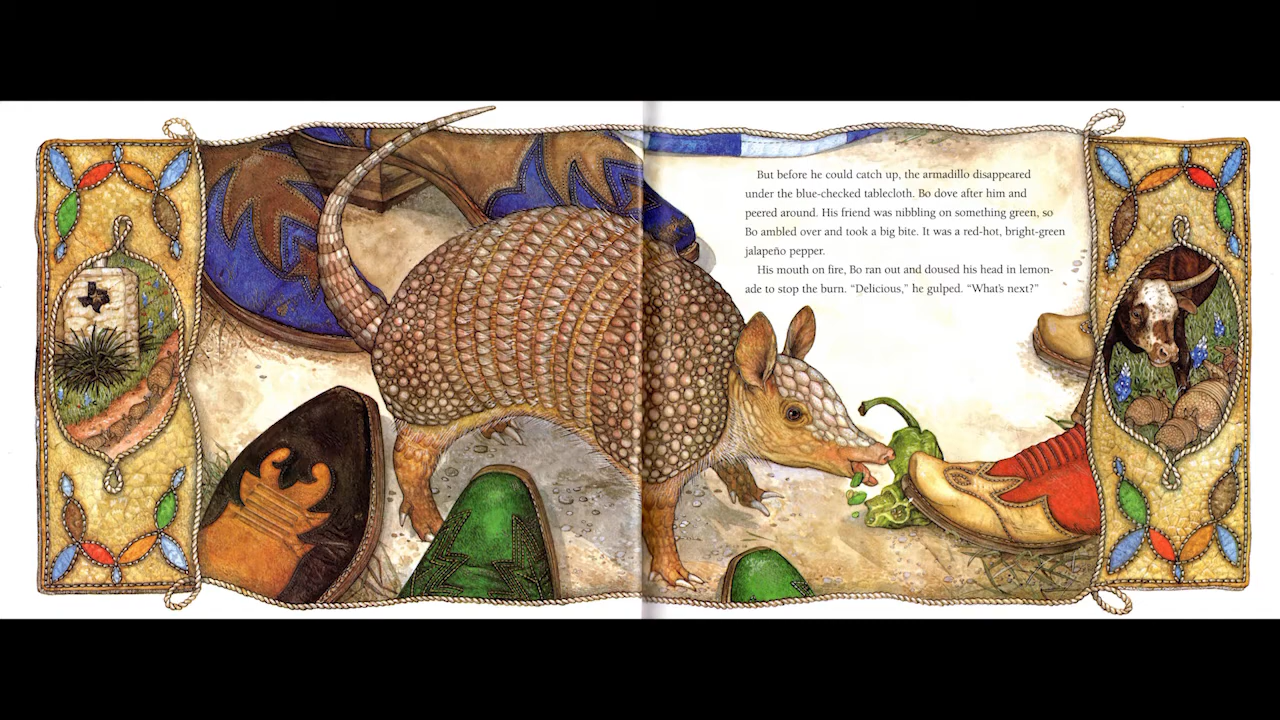 But before he could catch up, the armadillo disappeared
under the blue-checked tablecloth. Bo dove after him and
peered around. His friend was nibbling on something green, so
Bo ambled over and took a big bite. It was a red-hot, bright-green
jalapeño pepper.
His mouth on fire, Bo ran out and doused his head in lemon-
ade to stop the burn. “Delicious,” he gulped. “What’s next?”